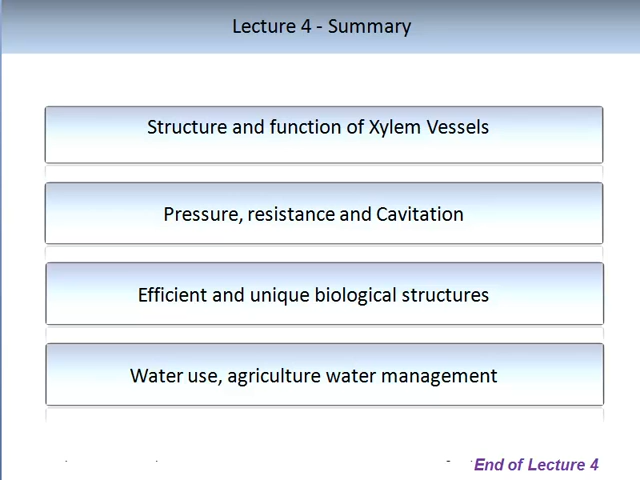 Lecture 4 - Summary
Structure and function of Xylem Vessels
Pressure, resistance and Cavitation
Efficient and unique biological structures
Water use, agriculture water management
End of Lecture 4